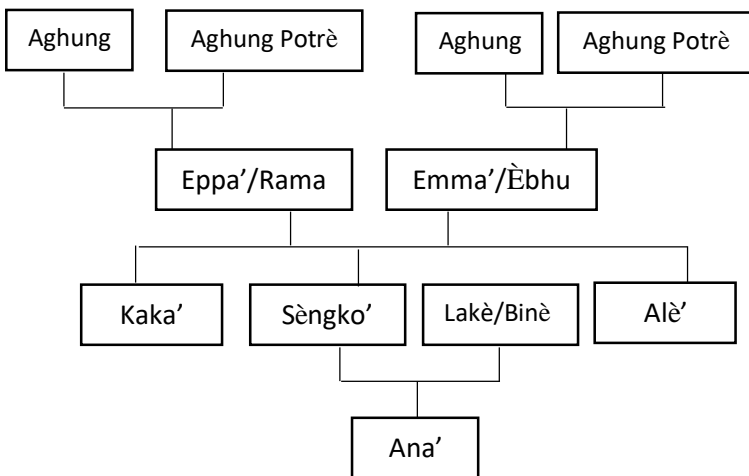 Aghung
Aghung Potrè
Aghung
Aghung Potrè
Eppa’/Rama
Emma’/Èbhu
Kaka’
Sèngko’
Lakè/Binè
Alè’
Ana’